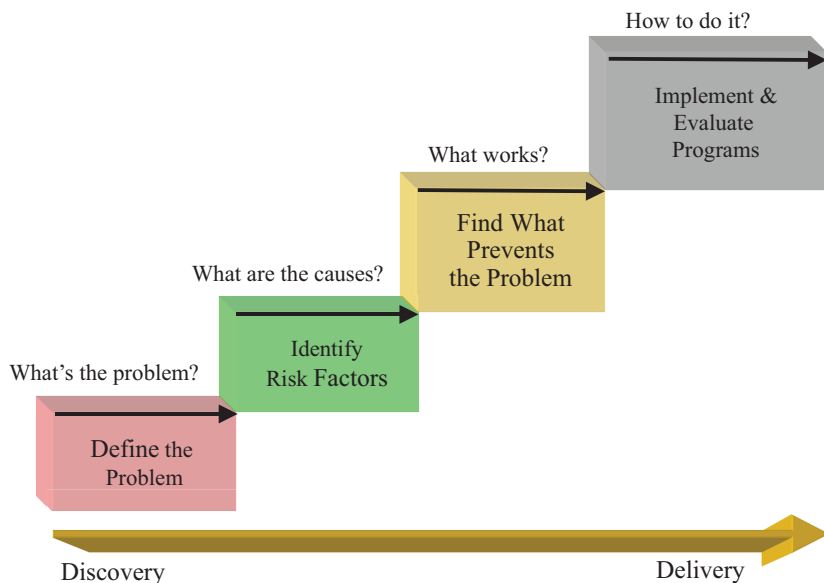 How to do it?
Implement &
Evaluate
Programs
What works?
Find What
Prevents
the Problem
What are the causes?
Identify
Risk Factors
What’s the problem?
Define the
Problem
Discovery
Delivery